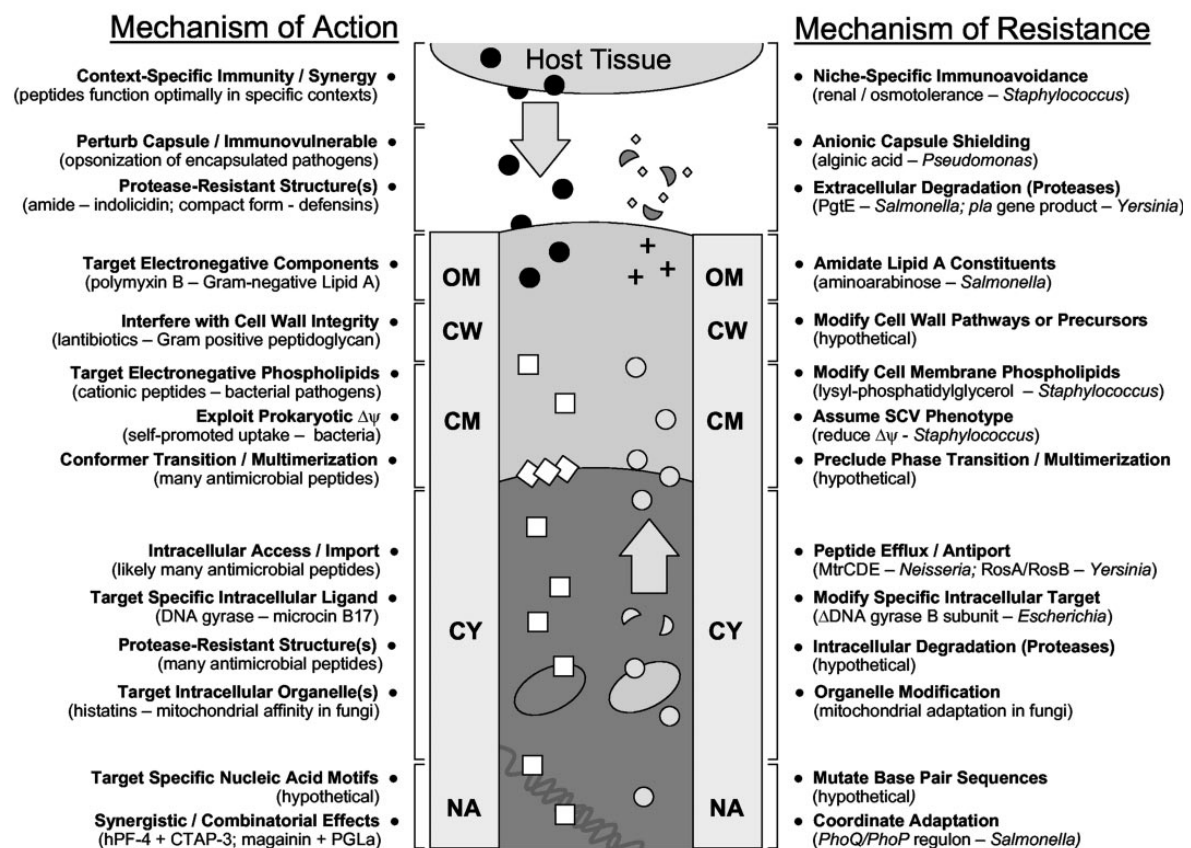 Mechanism of Action
Context-Specific Immunity / Synergy ●
(peptides function optimally in specific contexts)
Perturb Capsule / Immunovulnerable ●
(opsonization of encapsulated pathogens)
Protease-Resistant Structure(s) ●
(amide – indolicidin; compact form - defensins)
Target Electronegative Components ●
(polymyxin B – Gram-negative Lipid A)
Interfere with Cell Wall Integrity ●
(lantibiotics – Gram positive peptidoglycan)
Target Electronegative Phospholipids ●
(cationic peptides – bacterial pathogens)
Exploit Prokaryotic Δψ ●
(self-promoted uptake – bacteria)
Conformer Transition / Multimerization ●
(many antimicrobial peptides)
Intracellular Access / Import ●
(likely many antimicrobial peptides)
Target Specific Intracellular Ligand ●
(DNA gyrase – microcin B17)
Protease-Resistant Structure(s) ●
(many antimicrobial peptides)
Target Intracellular Organelle(s) ●
(histatins – mitochondrial affinity in fungi)
Target Specific Nucleic Acid Motifs ●
(hypothetical)
Synergistic / Combinatorial Effects ●
(hPF-4 + CTAP-3; magainin + PGLa)
Host Tissue
+
+ +
OM OM
CW CW
CM CM
CY CY
NA NA
Mechanism of Resistance
● Niche-Specific Immunoavoidance
(renal / osmotolerance – Staphylococcus)
● Anionic Capsule Shielding
(alginic acid – Pseudomonas)
● Extracellular Degradation (Proteases)
(PgtE – Salmonella; pla gene product – Yersinia)
● Amidate Lipid A Constituents
(aminoarabinose – Salmonella)
● Modify Cell Wall Pathways or Precursors
(hypothetical)
● Modify Cell Membrane Phospholipids
(lysyl-phosphatidylglycerol – Staphylococcus)
● Assume SCV Phenotype
(reduce Δψ - Staphylococcus)
● Preclude Phase Transition / Multimerization
(hypothetical)
● Peptide Efflux / Antiport
(MtrCDE – Neisseria; RosA/RosB – Yersinia)
● Modify Specific Intracellular Target
(ΔDNA gyrase B subunit – Escherichia)
● Intracellular Degradation (Proteases)
(hypothetical)
● Organelle Modification
(mitochondrial adaptation in fungi)
● Mutate Base Pair Sequences
(hypothetical)
● Coordinate Adaptation
(PhoQ/PhoP regulon – Salmonella)